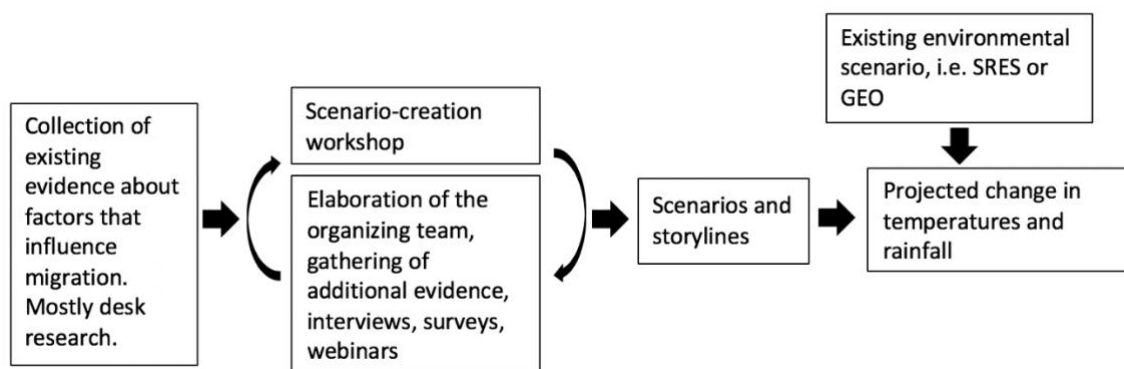 Collection of
existing
evidence about
factors that
influence
migration.
Mostly desk
research.
Scenario-creation
workshop
Elaboration of the
organizing team,
gathering of
additional evidence,
interviews, surveys,
webinars
Scenarios and
storylines
Existing environmental
scenario, i.e. SRES or
GEO
Projected change in
temperatures and
rainfall